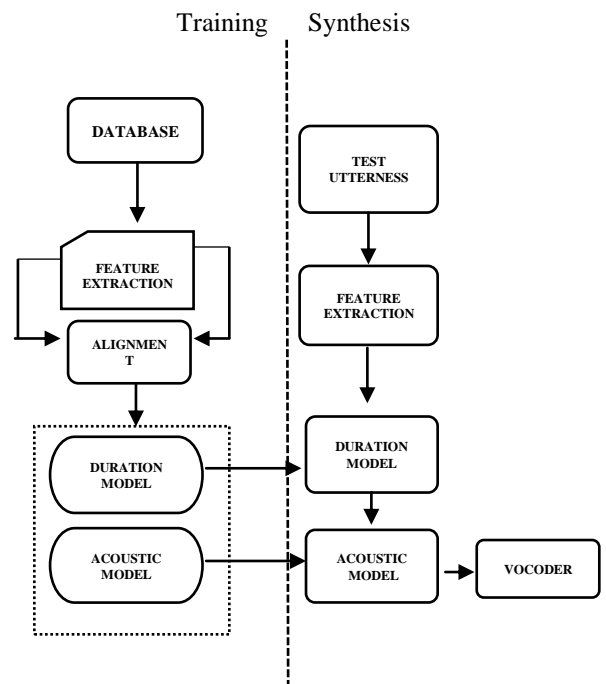 Training Synthesis
DATABASE
FEATURE
EXTRACTION
ALIGNMEN
T
DURATION
MODEL
ACOUSTIC
MODEL
TEST
UTTERNESS
FEATURE
EXTRACTION
DURATION
MODEL
ACOUSTIC
MODEL
VOCODER